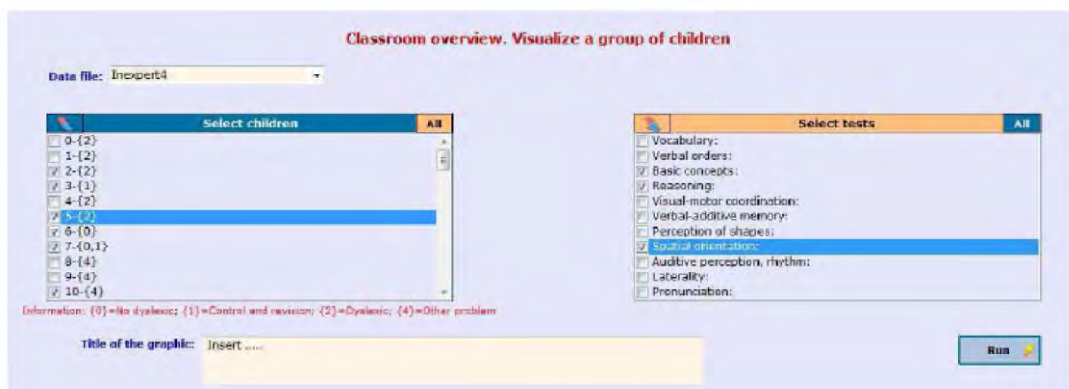 Classroom overview. Visualize a group of children
Data file: Inexpert4
Select children All
0-{2}
1-{2}
2-{2}
3-{1}
4-{2}
5-{2}
6-{0}
7-{0,1}
8-{4}
9-{4}
10-{4}
Select tests All
Vocabulary:
Verbal orders:
Basic concepts:
Reasoning:
Visual-motor coordination:
Verbal-additive memory:
Perception of shapes:
Spatial orientation:
Auditive perception, rhythm:
Laterality:
Pronunciation:
Information: {0}=No dyslexic; {1}=Control and revision; {2}=Dyslexic; {4}=Other problem
Title of the graphic: Insert .....
Run